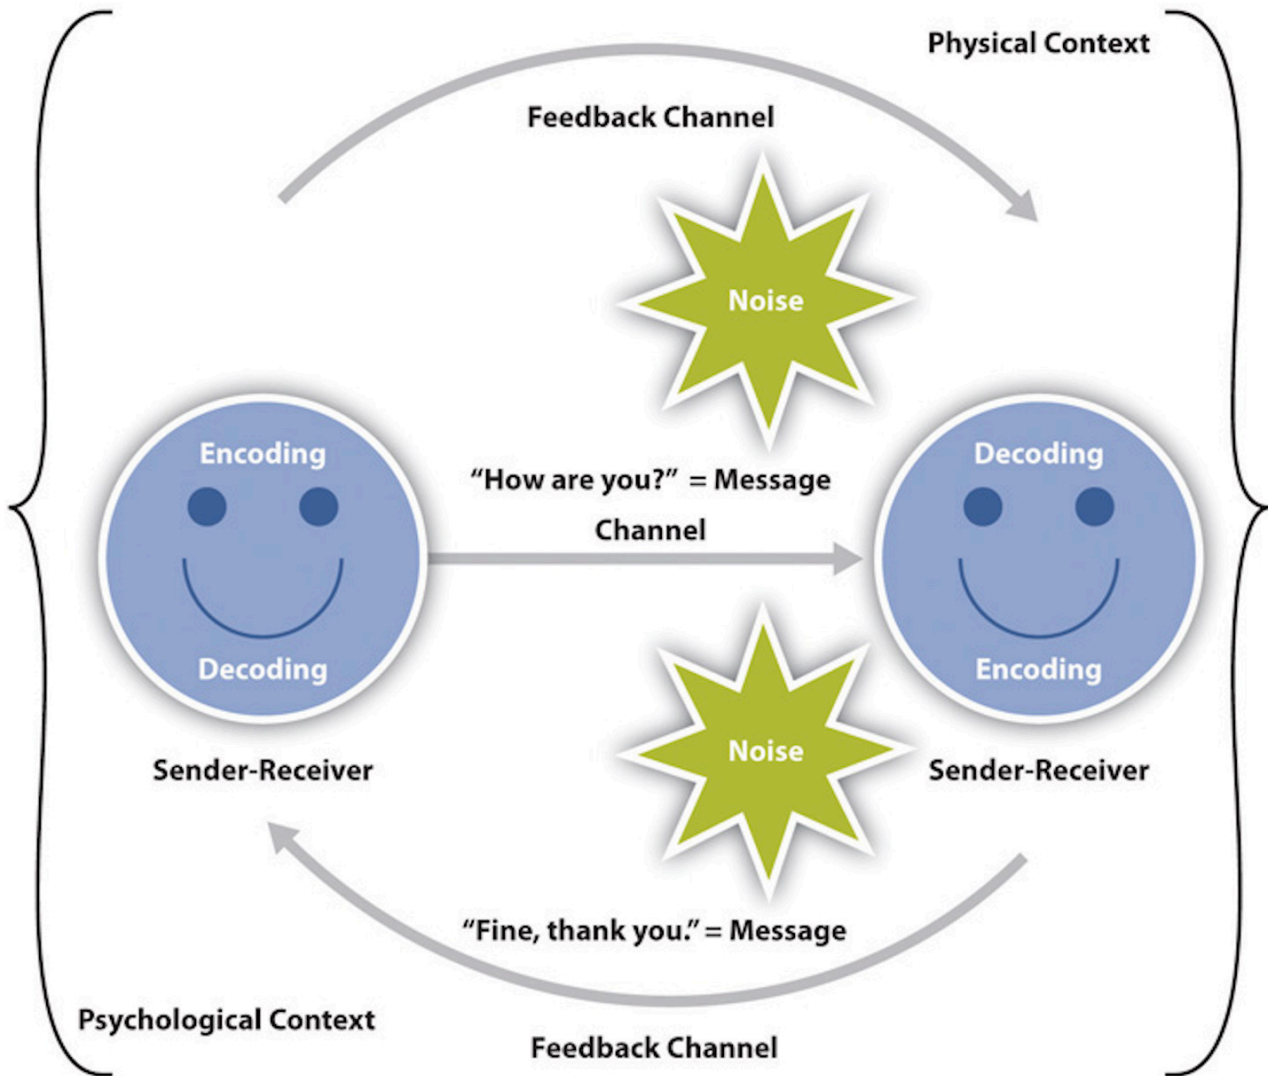 Physical Context
Feedback Channel
Noise
Encoding
Decoding
“How are you?” = Message
Channel
Decoding
Encoding
Noise
Sender-Receiver
Sender-Receiver
“Fine, thank you.” = Message
Psychological Context
Feedback Channel